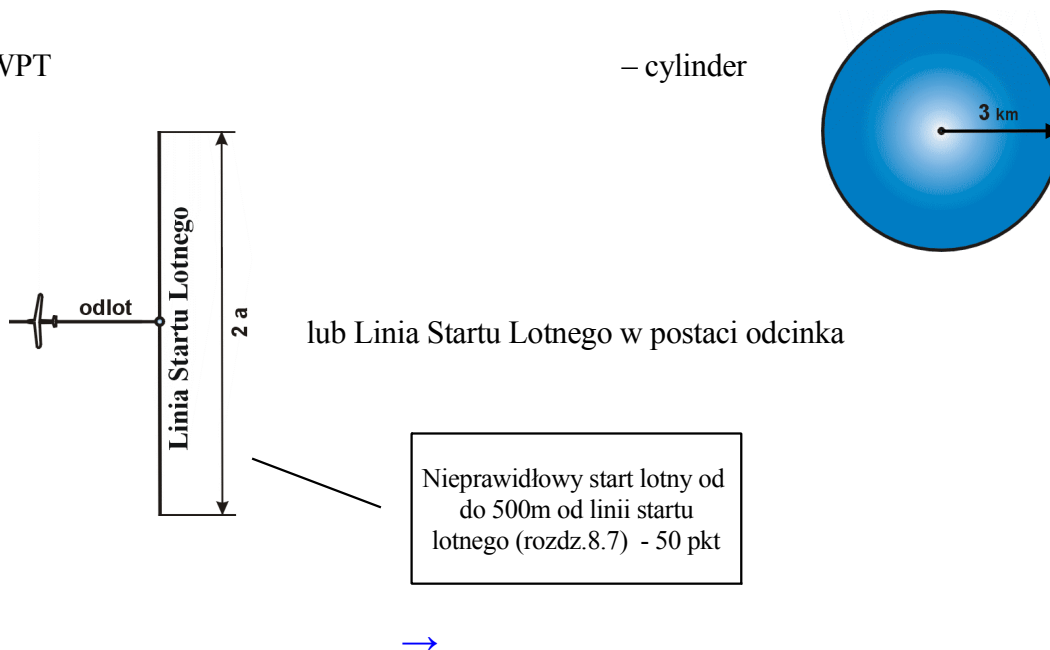 WPT
– cylinder
3 km
Linia Startu Lotnego
odlot
2 a
lub Linia Startu Lotnego w postaci odcinka
Nieprawidłowy start lotny od
do 500m od linii startu
lotnego (rozdz.8.7) - 50 pkt
→